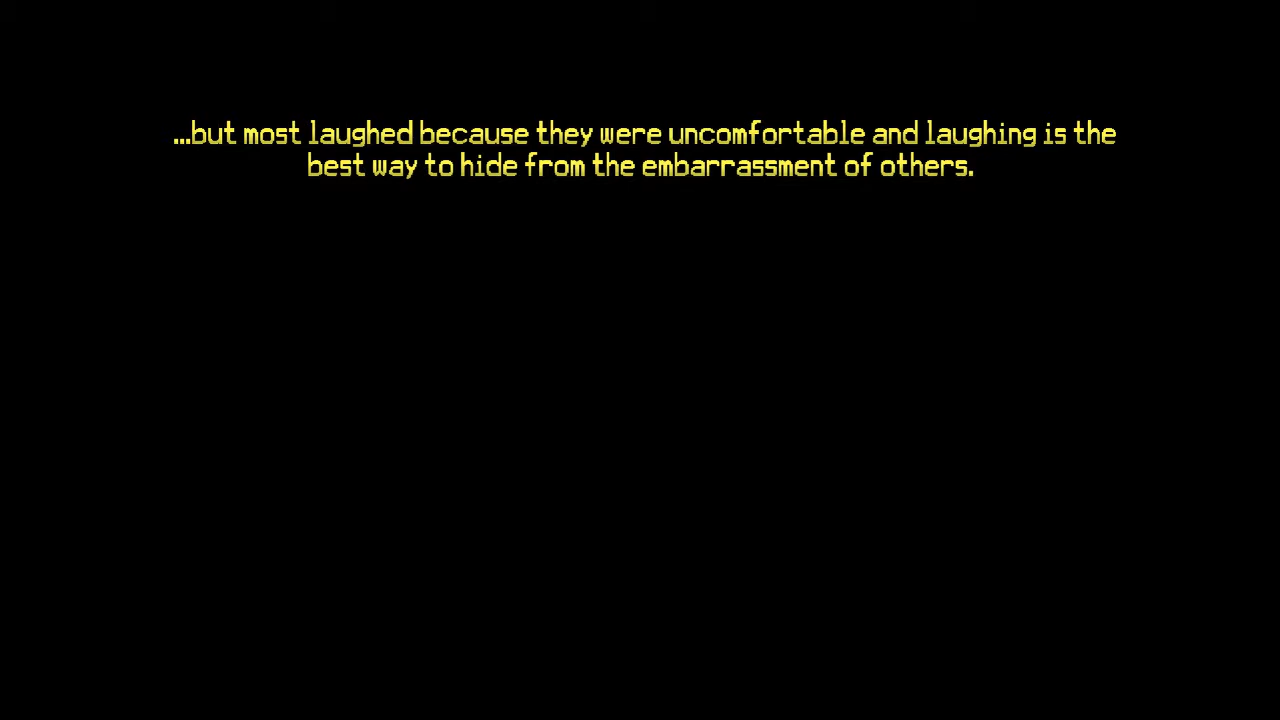 ...but most laughed because they were uncomfortable and laughing is the
best way to hide from the embarrassment of others.